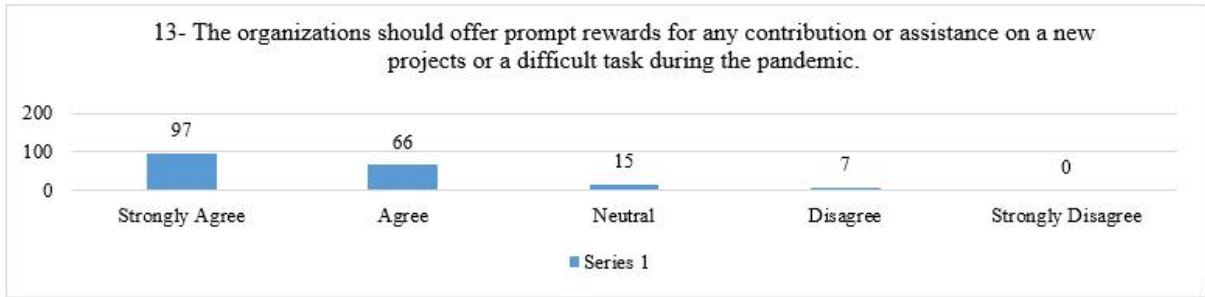 13- The organizations should offer prompt rewards for any contribution or assistance on a new
projects or a difficult task during the pandemic.
200
100
0
97
66
15
7
0
Strongly Agree
Agree
Neutral
Disagree
Strongly Disagree
Series 1